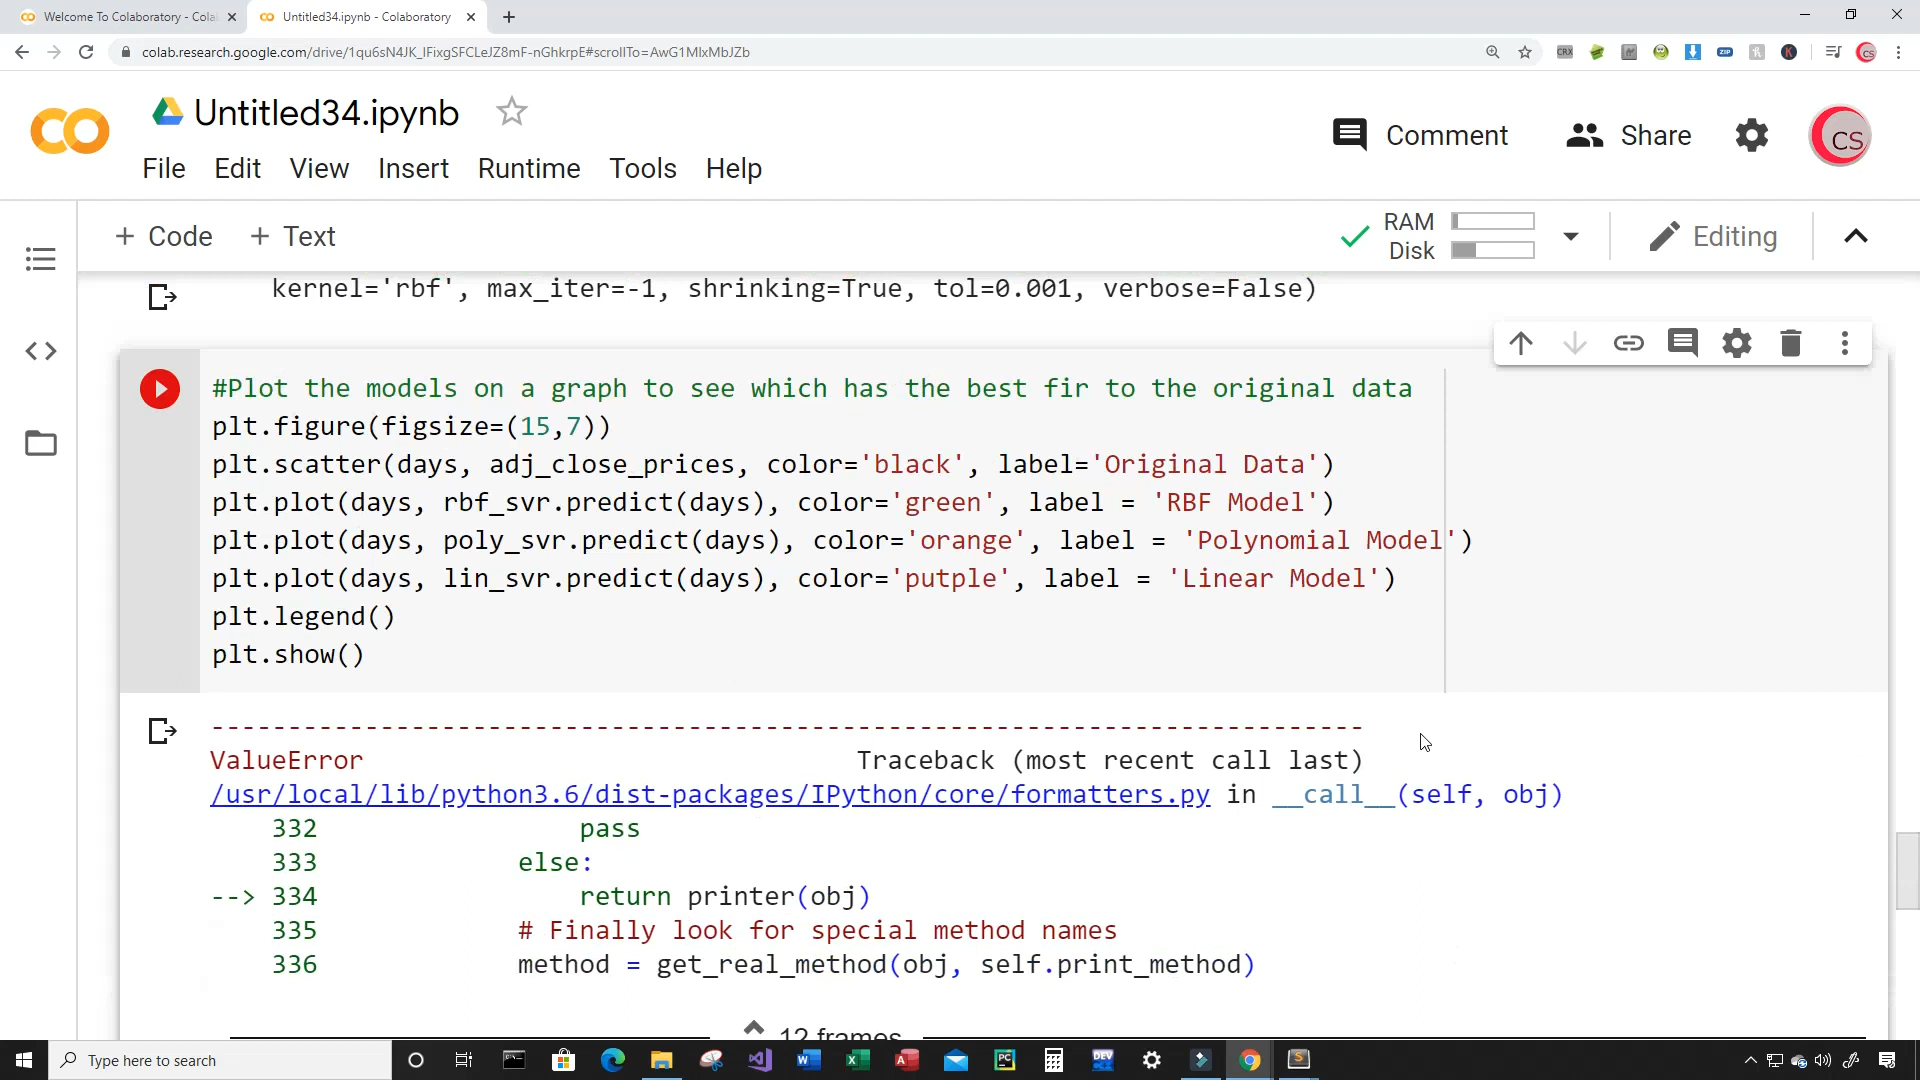 Welcome To Colaboratory - Cola
Untitled34.ipynb - Colaboratory
colab.research.google.com/drive/1qu6sN4JK_IFixgSFCLeJZ8mF-nGhkrpE#scrollTo=AwG1MlxMbJZb
CRX
ZIP
K
CS
Untitled34.ipynb
Comment
Share
CS
File Edit View Insert Runtime Tools Help
+ Code + Text
RAM
Disk
Editing
kernel='rbf', max_iter=-1, shrinking=True, tol=0.001, verbose=False)
#Plot the models on a graph to see which has the best fir to the original data
plt.figure(figsize=(15,7))
plt.scatter(days, adj_close_prices, color='black', label='Original Data')
plt.plot(days, rbf_svr.predict(days), color='green', label = 'RBF Model')
plt.plot(days, poly_svr.predict(days), color='orange', label = 'Polynomial Model')
plt.plot(days, lin_svr.predict(days), color='putple', label = 'Linear Model')
plt.legend()
plt.show()
---------------------------------------------------------------------------
ValueError Traceback (most recent call last)
/usr/local/lib/python3.6/dist-packages/IPython/core/formatters.py in __call__(self, obj)
332 pass
333 else:
--> 334 return printer(obj)
335 # Finally look for special method names
336 method = get_real_method(obj, self.print_method)
12 frames
Type here to search